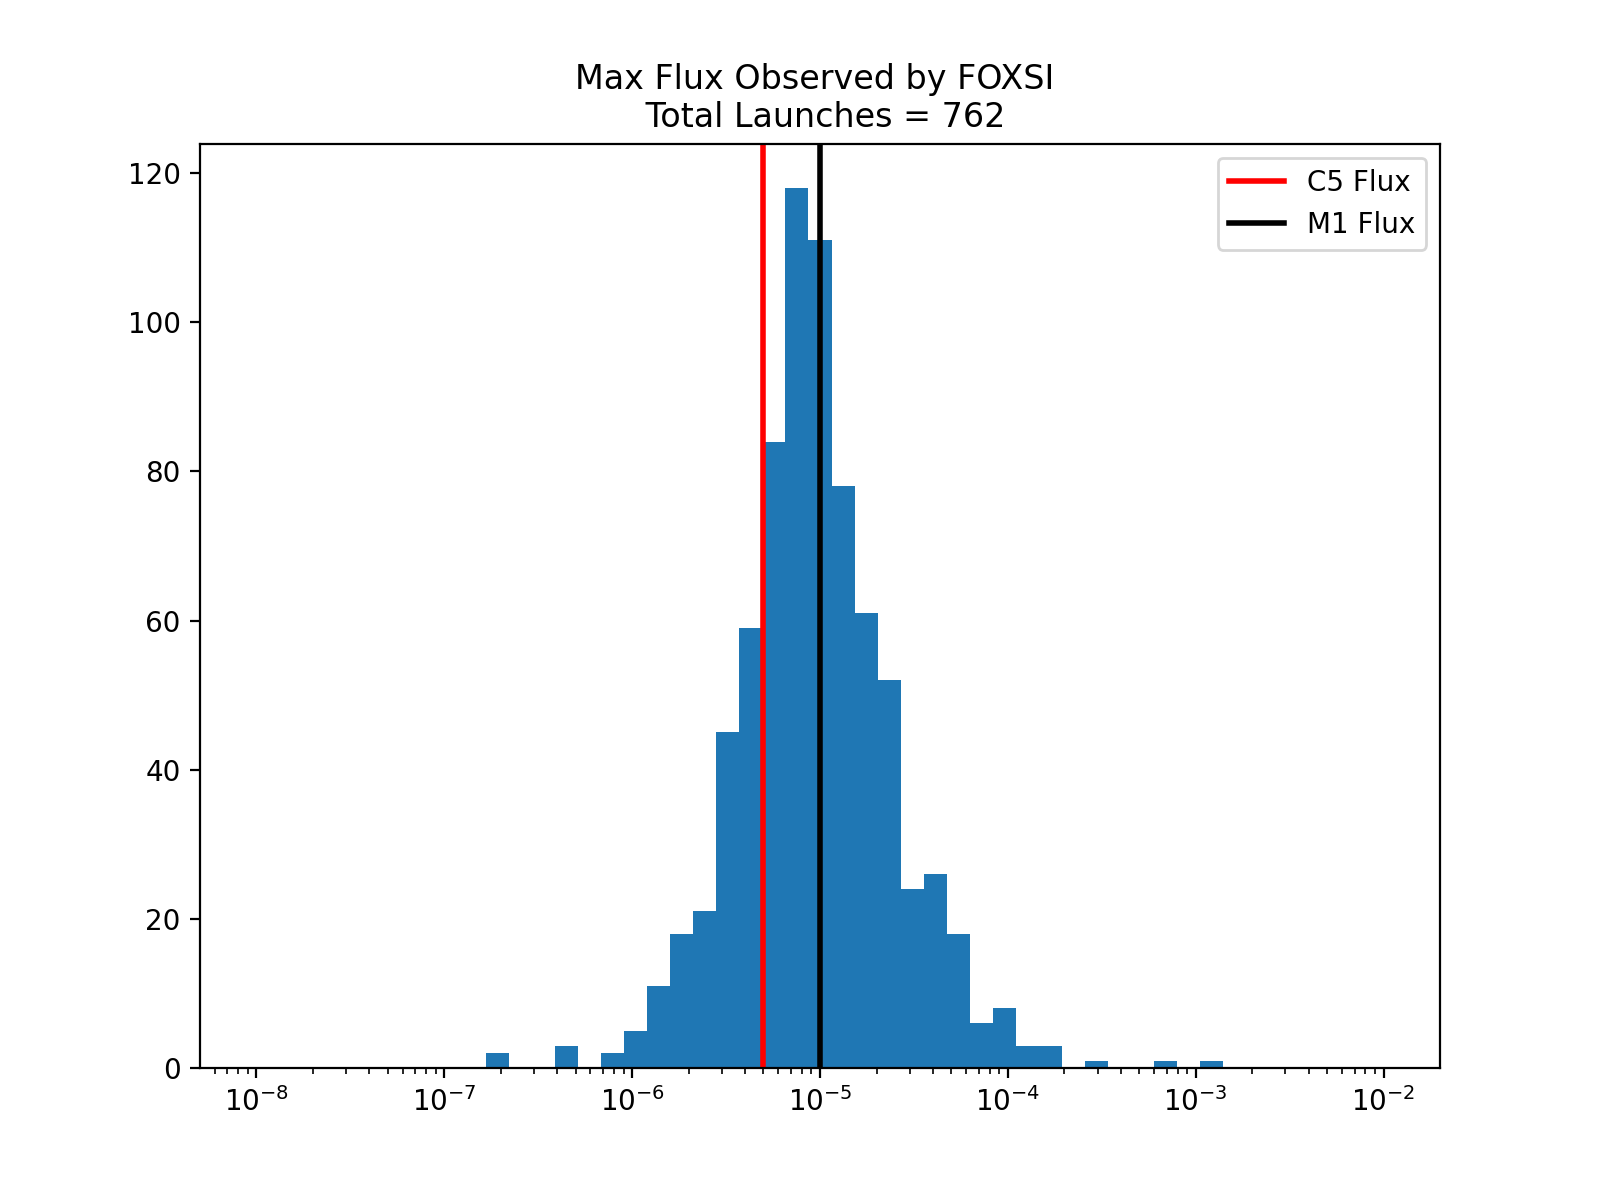 Max Flux Observed by FOXSI
Total Launches = 762
C5 Flux
M1 Flux
120
100
80
60
40
20
0
10⁻⁸ 10⁻⁷ 10⁻⁶ 10⁻⁵ 10⁻⁴ 10⁻³ 10⁻²